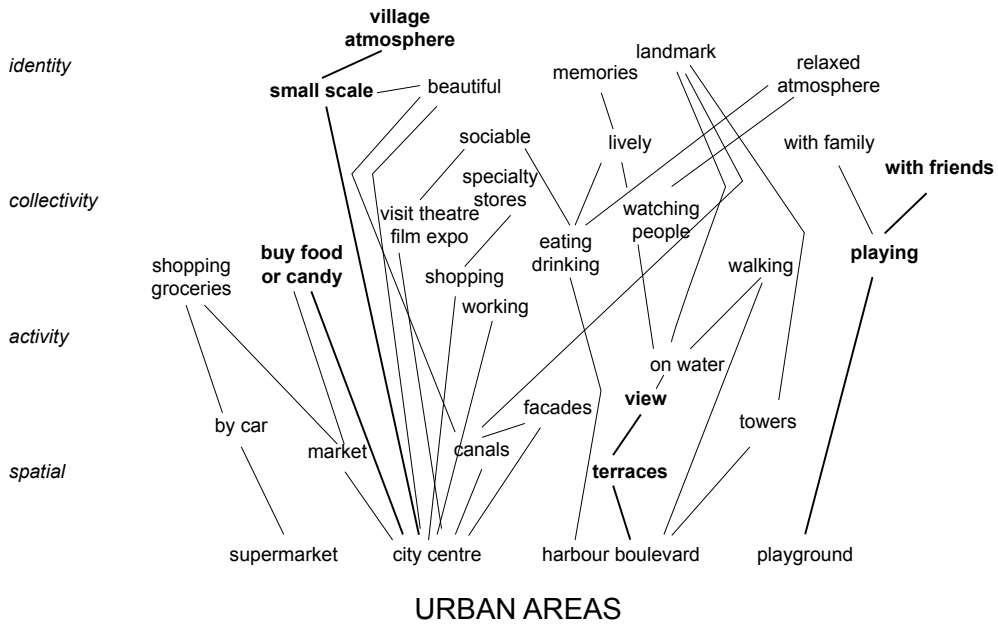 village
atmosphere
identity
landmark
memories
relaxed
atmosphere
small scale
beautiful
sociable
lively
with family
with friends
collectivity
specialty
stores
visit theatre
film expo
watching
people
eating
drinking
buy food
or candy
playing
shopping
groceries
shopping
walking
working
activity
on water
view
facades
by car
towers
market
canals
spatial
terraces
supermarket
city centre
harbour boulevard
playground
URBAN AREAS